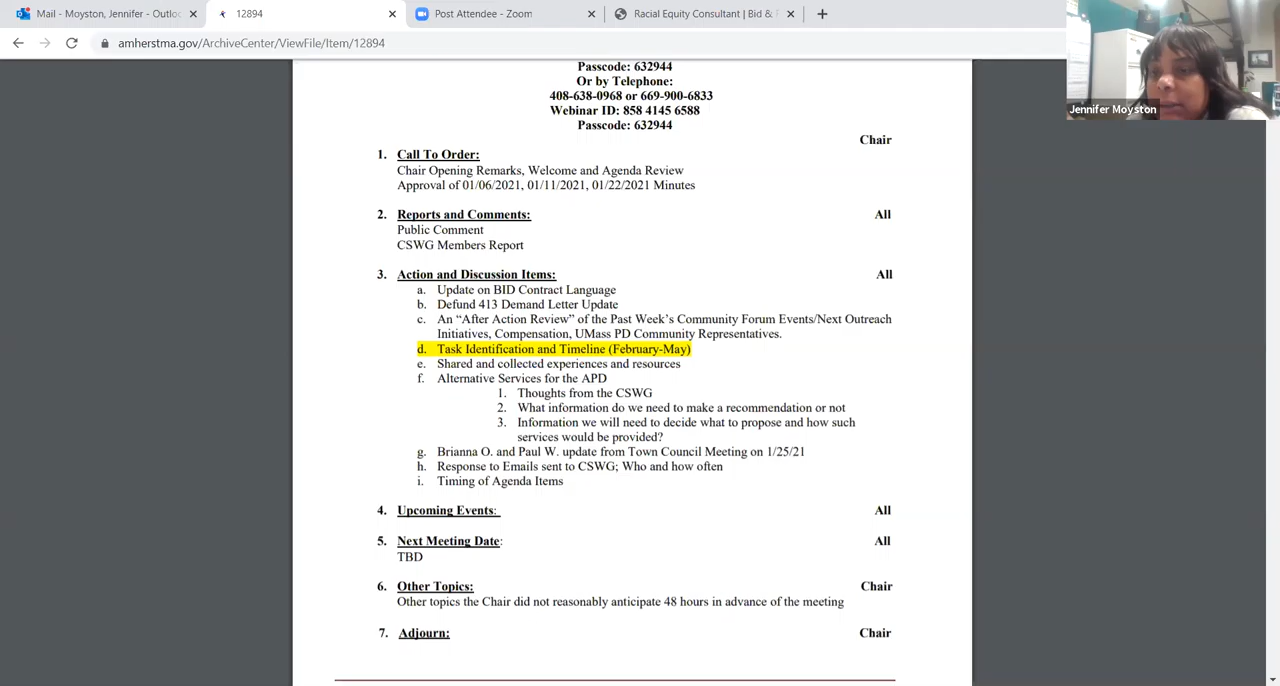 Mail - Moyston, Jennifer - Outloo
12894
Post Attendee - Zoom
Racial Equity Consultant | Bid &
amherstma.gov/ArchiveCenter/ViewFile/Item/12894
Jennifer Moyston
Passcode: 632944
Or by Telephone:
408-638-0968 or 669-900-6833
Webinar ID: 858 4145 6588
Passcode: 632944
Chair
1. Call To Order:
Chair Opening Remarks, Welcome and Agenda Review
Approval of 01/06/2021, 01/11/2021, 01/22/2021 Minutes
2. Reports and Comments: All
Public Comment
CSWG Members Report
3. Action and Discussion Items: All
a. Update on BID Contract Language
b. Defund 413 Demand Letter Update
c. An “After Action Review” of the Past Week’s Community Forum Events/Next Outreach
Initiatives, Compensation, UMass PD Community Representatives.
d. Task Identification and Timeline (February-May)
e. Shared and collected experiences and resources
f. Alternative Services for the APD
1. Thoughts from the CSWG
2. What information do we need to make a recommendation or not
3. Information we will need to decide what to propose and how such
services would be provided?
g. Brianna O. and Paul W. update from Town Council Meeting on 1/25/21
h. Response to Emails sent to CSWG; Who and how often
i. Timing of Agenda Items
4. Upcoming Events: All
5. Next Meeting Date: All
TBD
6. Other Topics: Chair
Other topics the Chair did not reasonably anticipate 48 hours in advance of the meeting
7. Adjourn: Chair